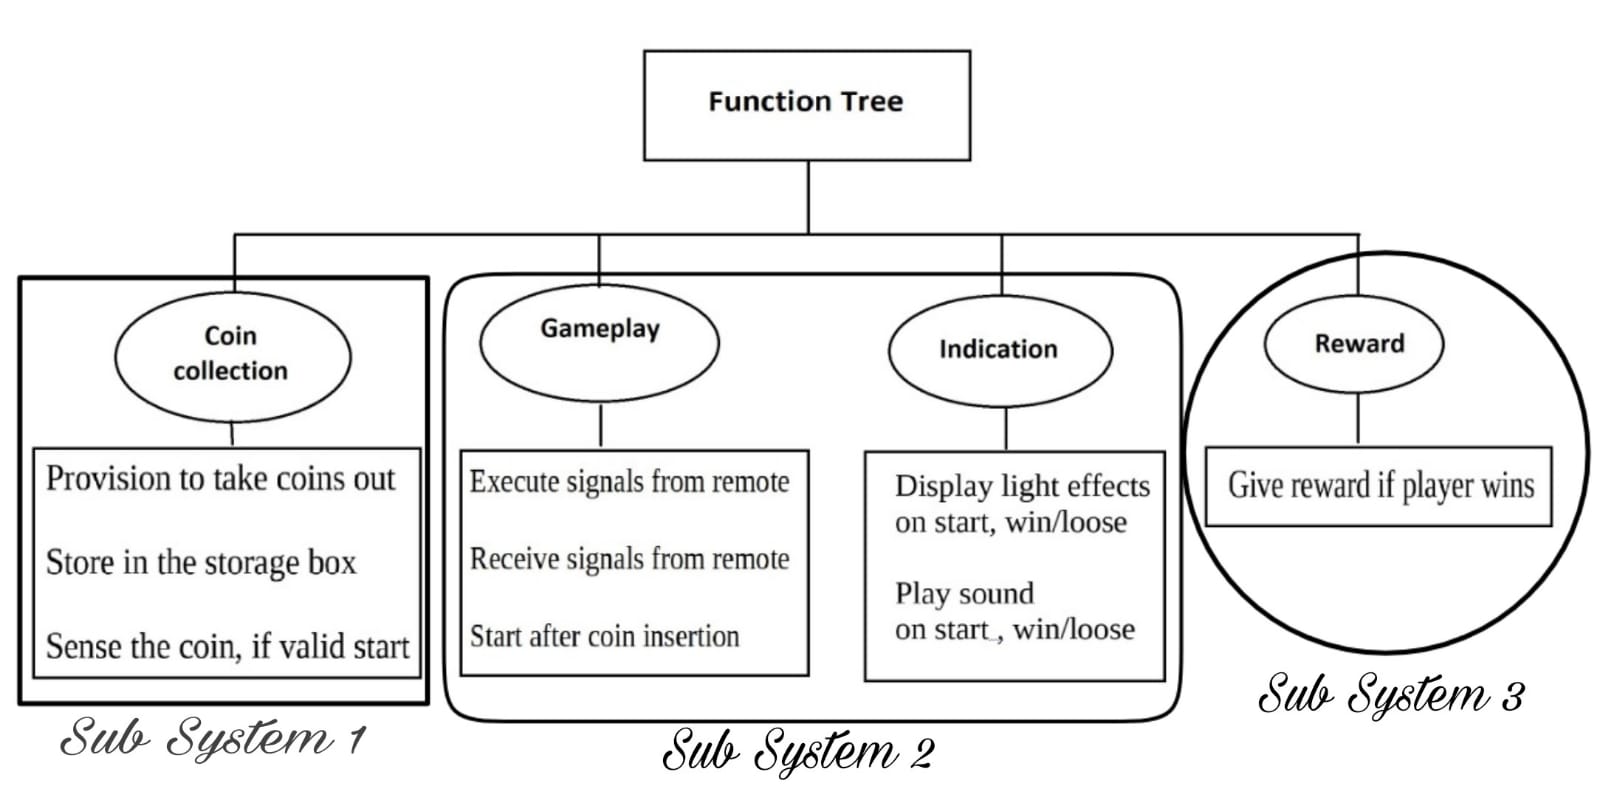 Function Tree
Coin
collection
Provision to take coins out
Store in the storage box
Sense the coin, if valid start
Sub System 1
Gameplay
Execute signals from remote
Receive signals from remote
Start after coin insertion
Indication
Display light effects
on start, win/loose
Play sound
on start , win/loose
Sub System 2
Reward
Give reward if player wins
Sub System 3